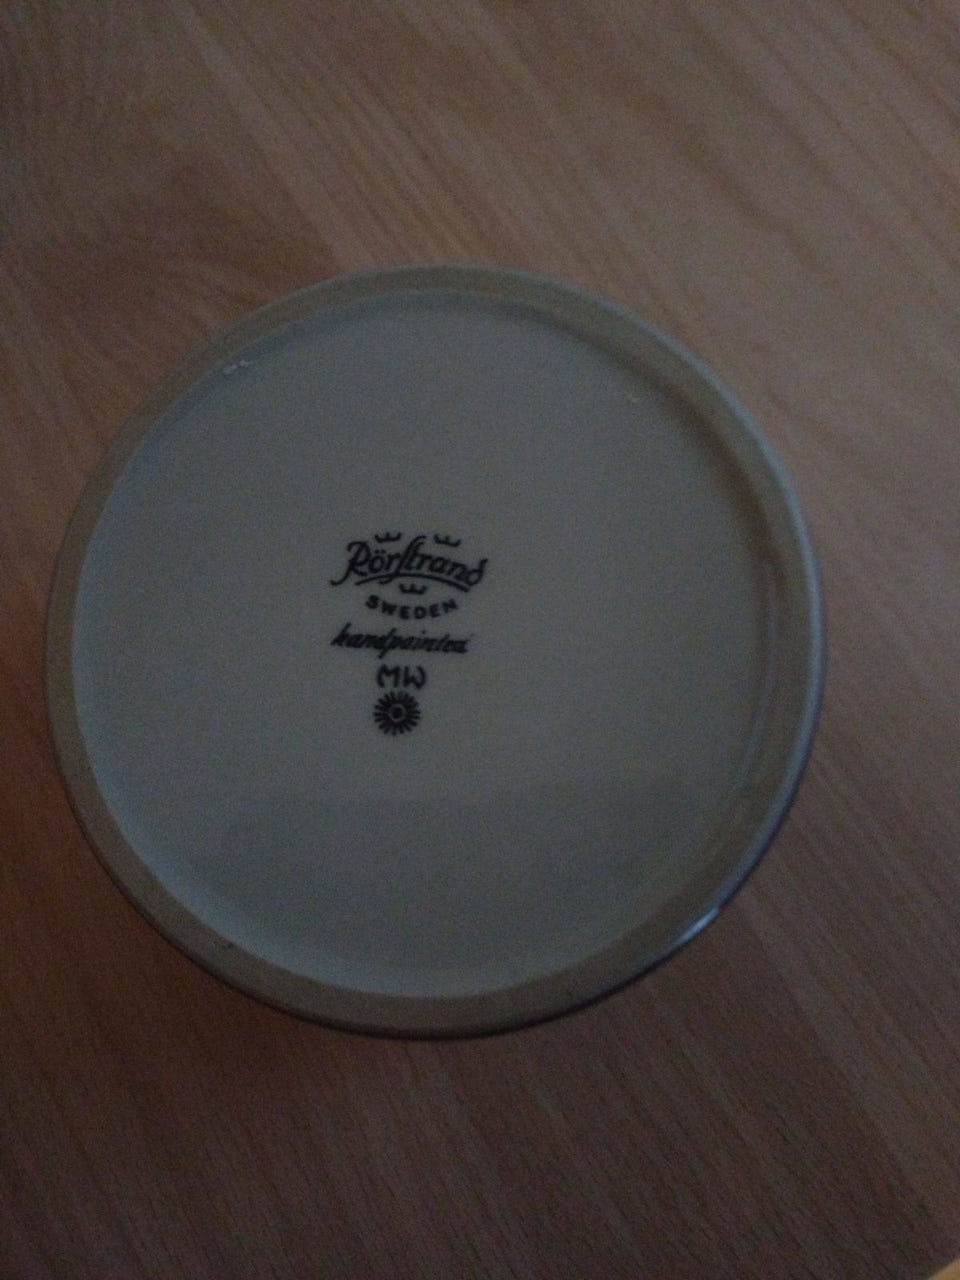 Rörstrand
SWEDEN
handpainted
MW